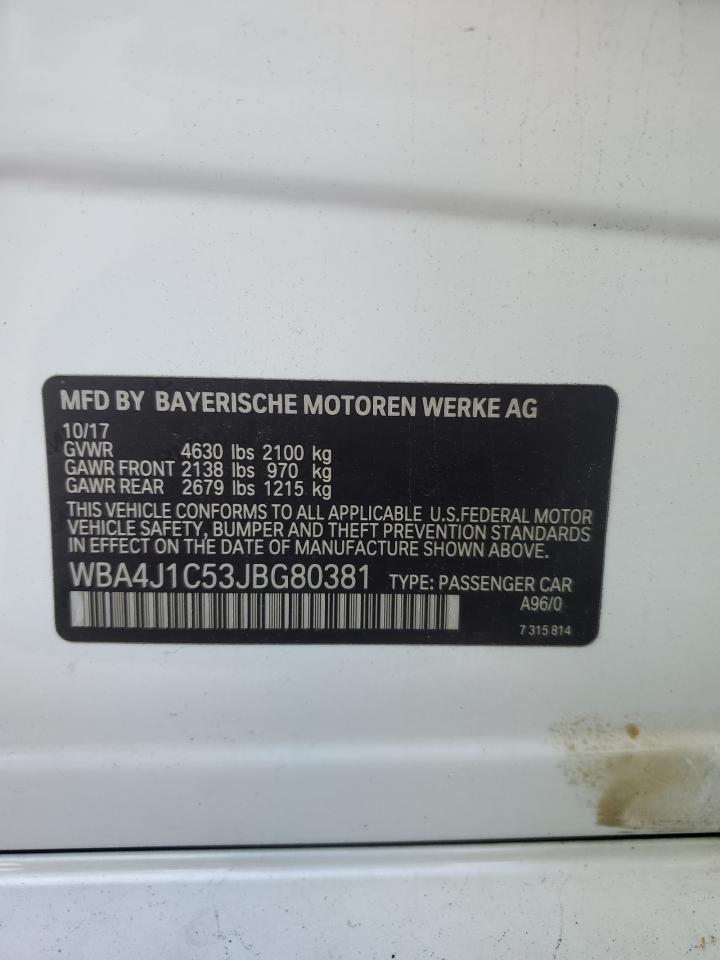 MFD BY BAYERISCHE MOTOREN WERKE AG
10/17
GVWR 4630 lbs 2100 kg
GAWR FRONT 2138 lbs 970 kg
GAWR REAR 2679 lbs 1215 kg
THIS VEHICLE CONFORMS TO ALL APPLICABLE U.S.FEDERAL MOTOR
VEHICLE SAFETY, BUMPER AND THEFT PREVENTION STANDARDS
IN EFFECT ON THE DATE OF MANUFACTURE SHOWN ABOVE.
WBA4J1C53JBG80381 TYPE: PASSENGER CAR
A96/0
7 315 814